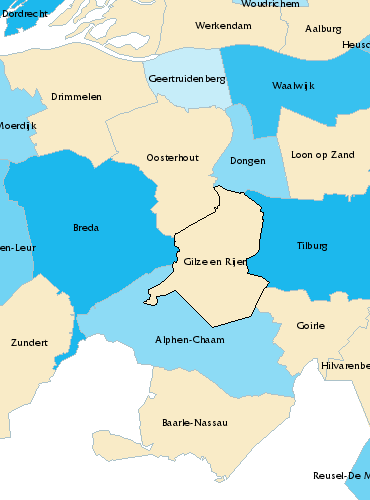 Woudrichem
Dordrecht
Werkendam
Aalburg
Heusd
Geertruidenberg
Waalwijk
Drimmelen
Moerdijk
Oosterhout
Dongen
Loon op Zand
Breda
en-Leur
Tilburg
Gilze en Rijen
Goirle
Zundert
Alphen-Chaam
Hilvarenbe
Baarle-Nassau
Reusel-De M